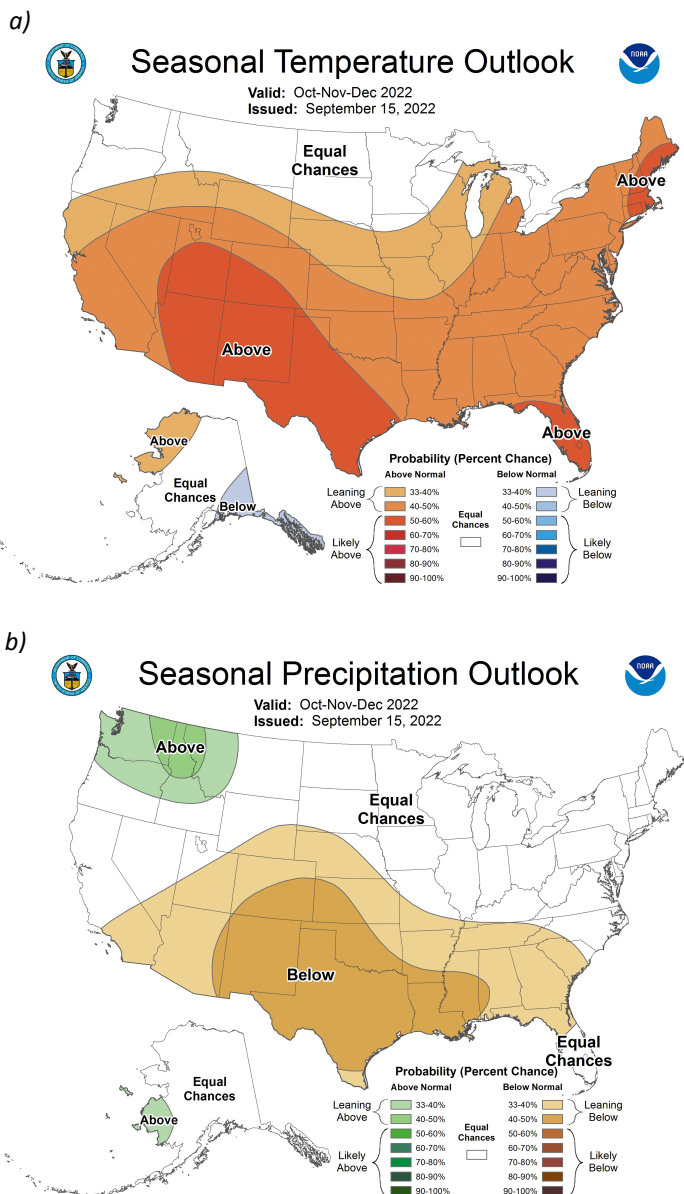 a)
Seasonal Temperature Outlook
NOAA
Valid: Oct-Nov-Dec 2022
Issued: September 15, 2022
Equal
Chances
Above
Above
Above
Above
Equal
Chances
Below
Probability (Percent Chance)
Above Normal
Below Normal
Leaning
Above
33-40%
40-50%
Likely
Above
50-60%
60-70%
70-80%
80-90%
90-100%
Equal
Chances
33-40%
40-50%
Leaning
Below
50-60%
60-70%
70-80%
80-90%
90-100%
Likely
Below
b)
Seasonal Precipitation Outlook
NOAA
Valid: Oct-Nov-Dec 2022
Issued: September 15, 2022
Above
Equal
Chances
Below
Equal
Chances
Equal
Chances
Above
Probability (Percent Chance)
Above Normal
Below Normal
Leaning
Above
33-40%
40-50%
Likely
Above
50-60%
60-70%
70-80%
80-90%
90-100%
Equal
Chances
33-40%
40-50%
Leaning
Below
50-60%
60-70%
70-80%
80-90%
90-100%
Likely
Below